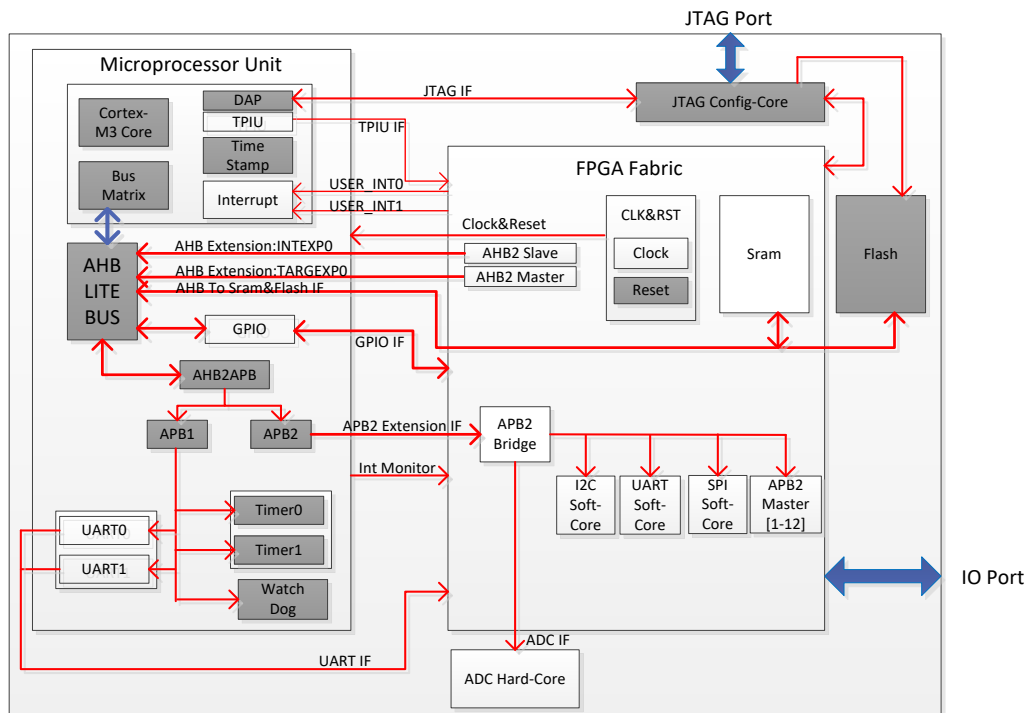 JTAG Port
Microprocessor Unit
Cortex-
M3 Core
DAP
TPIU
Time
Stamp
Bus
Matrix
Interrupt
JTAG IF
TPIU IF
JTAG Config-Core
FPGA Fabric
USER_INT0
USER_INT1
Clock&Reset
CLK&RST
Clock
Reset
Sram
Flash
AHB
LITE
BUS
AHB Extension:INTEXP0
AHB2 Slave
AHB Extension:TARGEXP0
AHB2 Master
AHB To Sram&Flash IF
GPIO
GPIO IF
AHB2APB
APB1
APB2
APB2 Extension IF
APB2
Bridge
Int Monitor
I2C
Soft-
Core
UART
Soft-
Core
SPI
Soft-
Core
APB2
Master
[1-12]
UART0
UART1
Timer0
Timer1
Watch
Dog
IO Port
UART IF
ADC IF
ADC Hard-Core